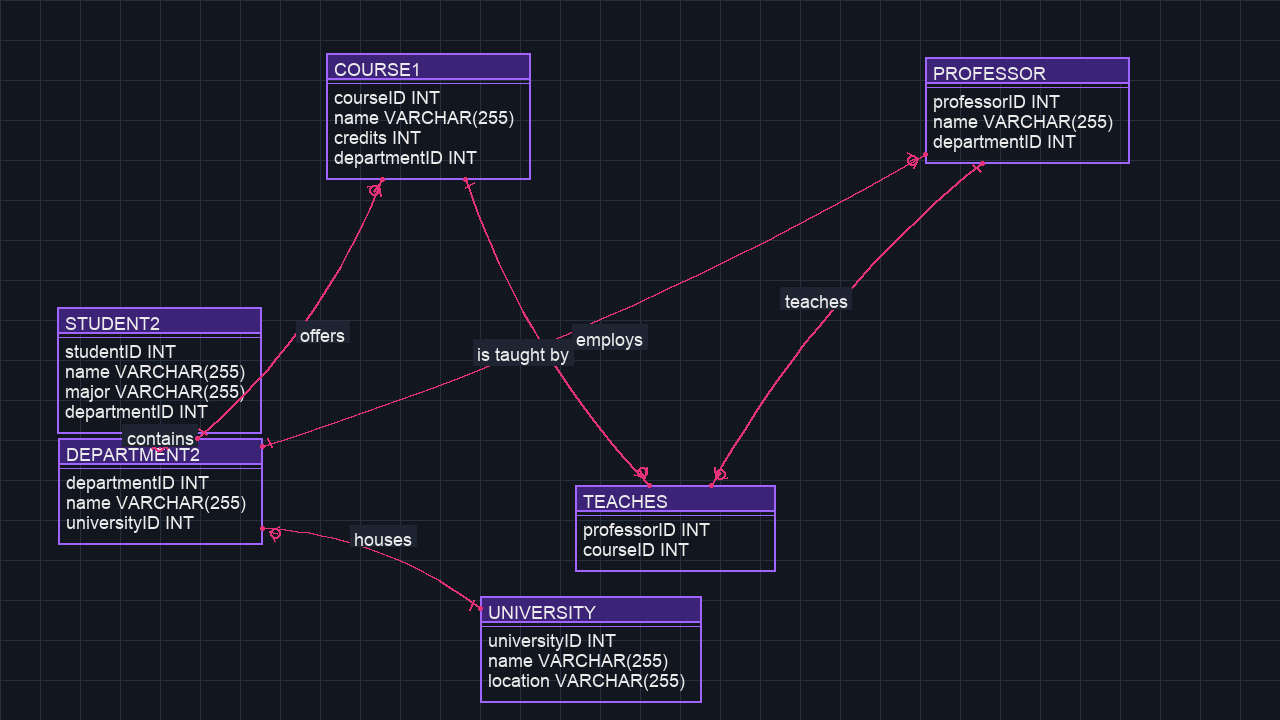 COURSE1
courseID INT
name VARCHAR(255)
credits INT
departmentID INT
PROFESSOR
professorID INT
name VARCHAR(255)
departmentID INT
teaches
offers
employs
is taught by
STUDENT2
studentID INT
name VARCHAR(255)
major VARCHAR(255)
departmentID INT
contains
DEPARTMENT2
departmentID INT
name VARCHAR(255)
universityID INT
houses
TEACHES
professorID INT
courseID INT
UNIVERSITY
universityID INT
name VARCHAR(255)
location VARCHAR(255)